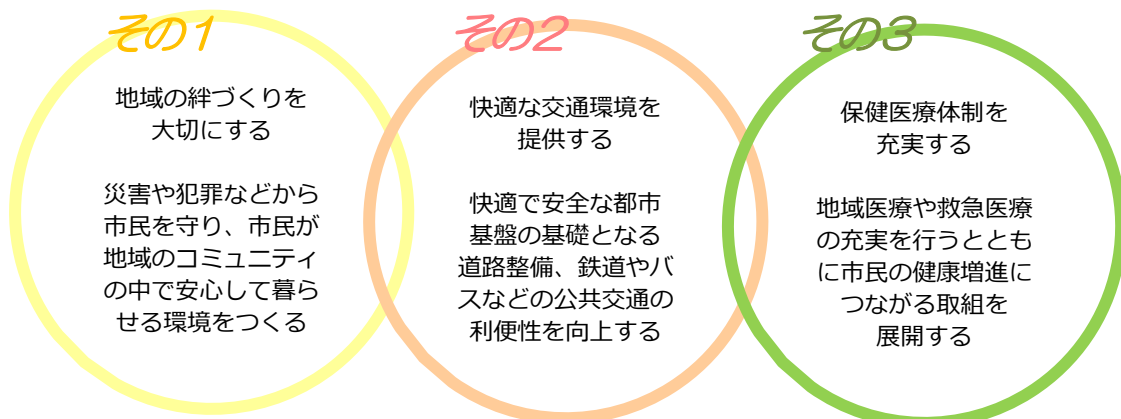 その1
地域の絆づくりを
大切にする
災害や犯罪などから
市民を守り、市民が
地域のコミュニティ
の中で安心して暮ら
せる環境をつくる
その2
快適な交通環境を
提供する
快適で安全な都市
基盤の基礎となる
道路整備、鉄道やバ
スなどの公共交通の
利便性を向上する
その3
保健医療体制を
充実する
地域医療や救急医療
の充実を行うととも
に市民の健康増進に
つながる取組を
展開する